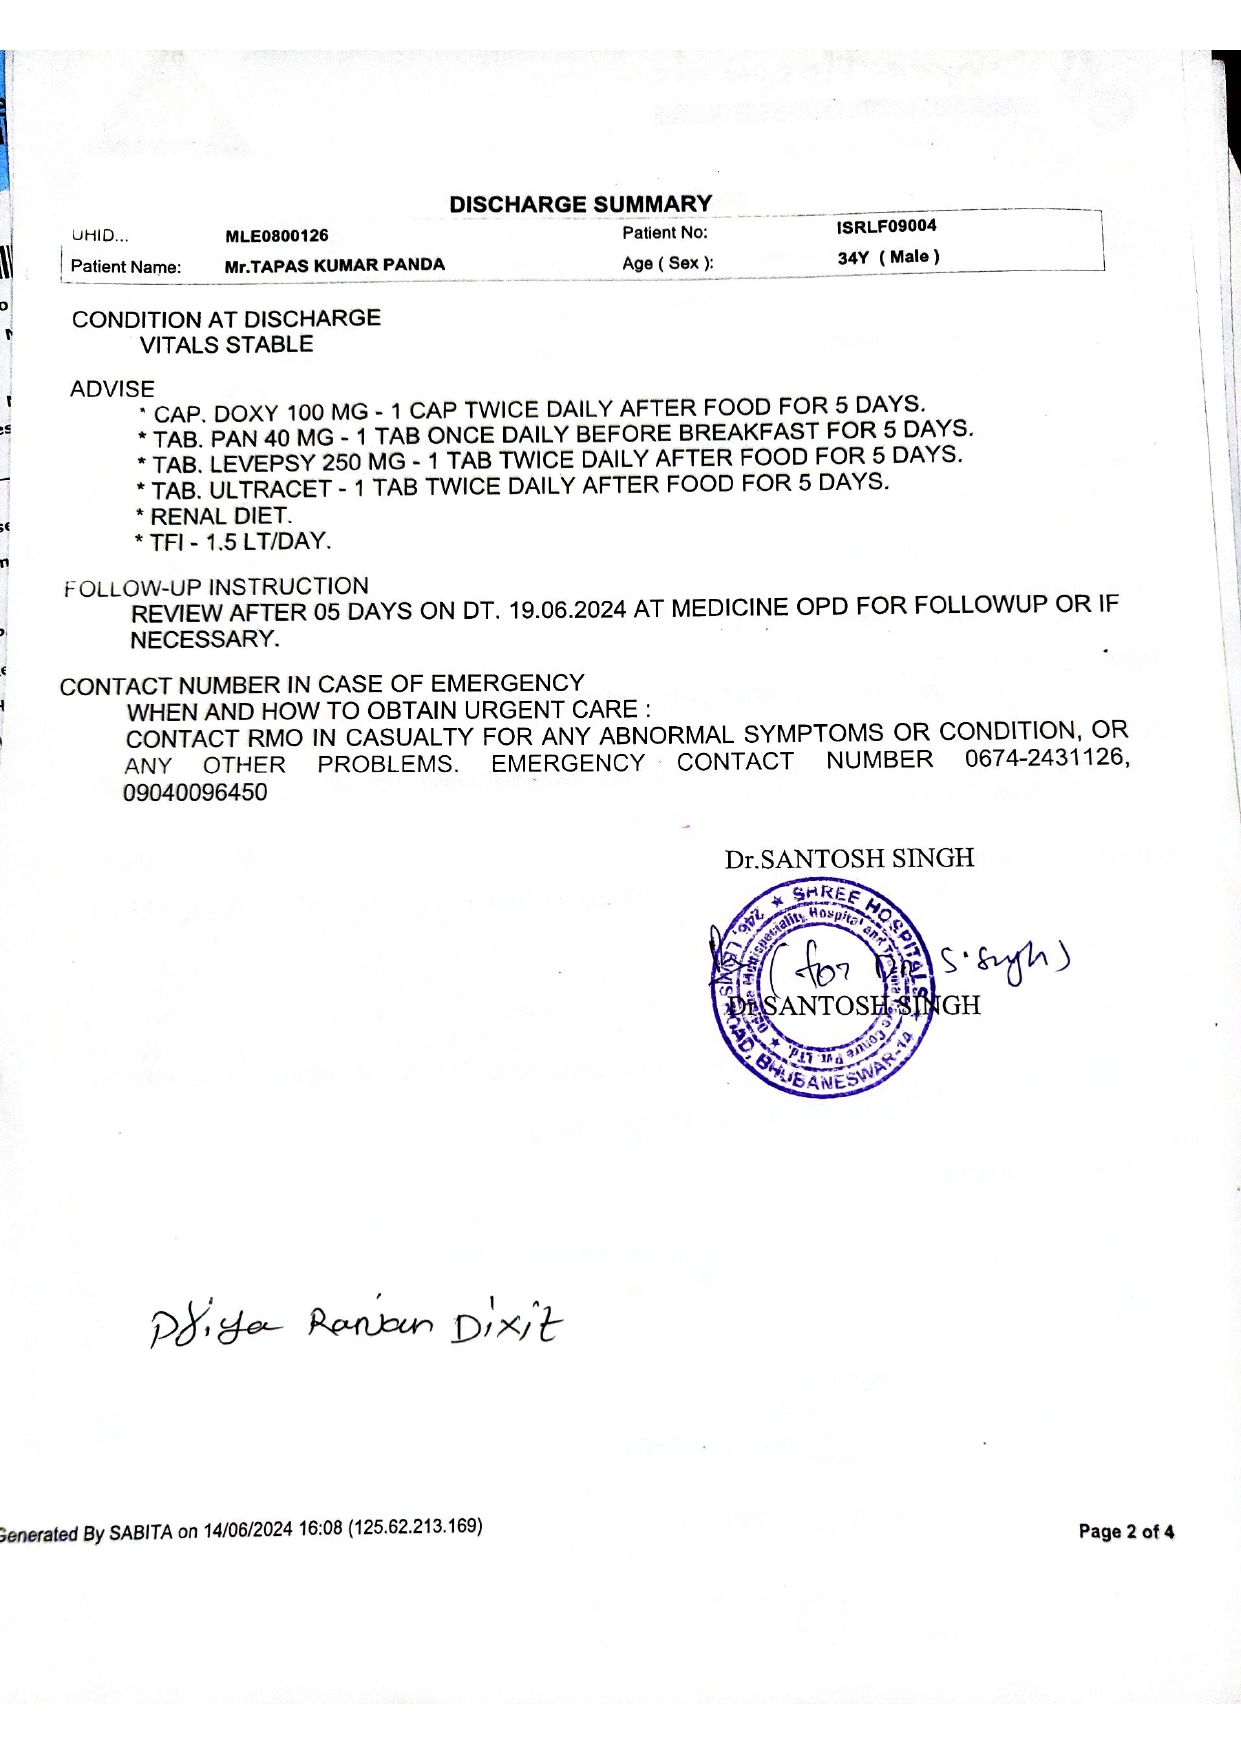 DISCHARGE SUMMARY
UHID... MLE0800126 Patient No: ISRLF09004
Patient Name: Mr.TAPAS KUMAR PANDA Age ( Sex ): 34Y ( Male )
CONDITION AT DISCHARGE
VITALS STABLE
ADVISE
* CAP. DOXY 100 MG - 1 CAP TWICE DAILY AFTER FOOD FOR 5 DAYS.
* TAB. PAN 40 MG - 1 TAB ONCE DAILY BEFORE BREAKFAST FOR 5 DAYS.
* TAB. LEVEPSY 250 MG - 1 TAB TWICE DAILY AFTER FOOD FOR 5 DAYS.
* TAB. ULTRACET - 1 TAB TWICE DAILY AFTER FOOD FOR 5 DAYS.
* RENAL DIET.
* TFI - 1.5 LT/DAY.
FOLLOW-UP INSTRUCTION
REVIEW AFTER 05 DAYS ON DT. 19.06.2024 AT MEDICINE OPD FOR FOLLOWUP OR IF
NECESSARY.
CONTACT NUMBER IN CASE OF EMERGENCY
WHEN AND HOW TO OBTAIN URGENT CARE :
CONTACT RMO IN CASUALTY FOR ANY ABNORMAL SYMPTOMS OR CONDITION, OR
ANY OTHER PROBLEMS. EMERGENCY CONTACT NUMBER 0674-2431126,
09040096450
Dr.SANTOSH SINGH
★ SHREE HOSPITALS ★
Multispeciality Hospital and Trauma Care Centre Pvt. Ltd. ★
ROAD, BHUBANESWAR-14
(for Dr S. Singh)
Dr.SANTOSH SINGH
Priya Ranjan Dixit
Generated By SABITA on 14/06/2024 16:08 (125.62.213.169) Page 2 of 4